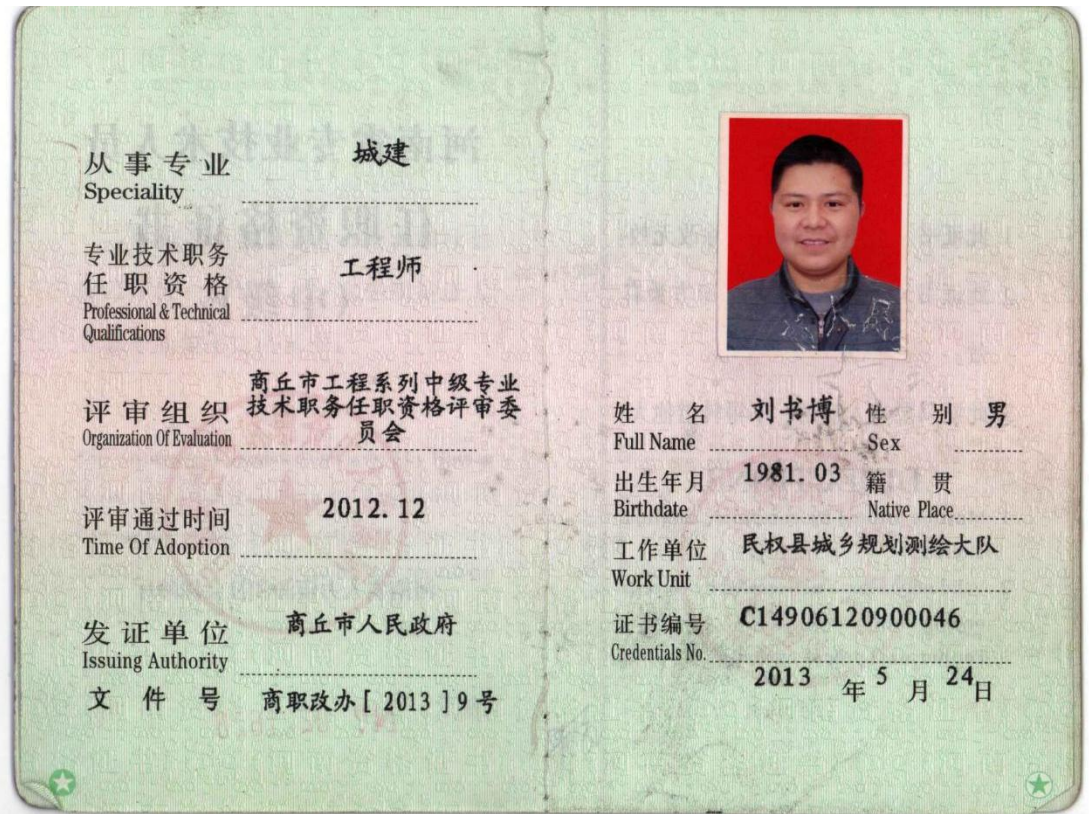 从事专业 城建
Speciality
专业技术职务
任职资格 工程师
Professional & Technical
Qualifications
商丘市工程系列中级专业
评审组织 技术职务任职资格评审委
Organization Of Evaluation 员会
评审通过时间 2012.12
Time Of Adoption
发证单位 商丘市人民政府
Issuing Authority
文件号 商职改办[2013]9号
姓名 刘书博 性别 男
Full Name Sex
出生年月 1981.03 籍贯
Birthdate Native Place
工作单位 民权县城乡规划测绘大队
Work Unit
证书编号 C14906120900046
Credentials No.
2013年5月24日